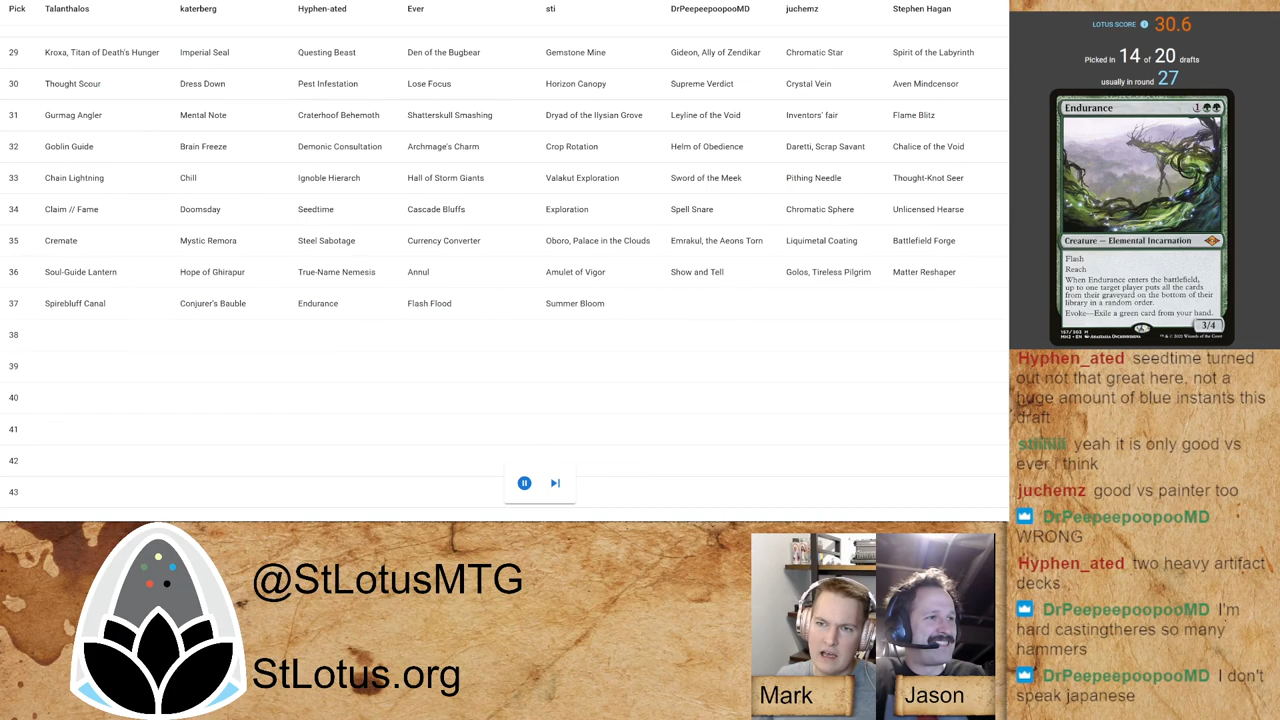 Pick Talanthalos katerberg Hyphen-ated Ever sti DrPeepeepoopooMD juchemz Stephen Hagan
29 Kroxa, Titan of Death's Hunger Imperial Seal Questing Beast Den of the Bugbear Gemstone Mine Gideon, Ally of Zendikar Chromatic Star Spirit of the Labyrinth
30 Thought Scour Dress Down Pest Infestation Lose Focus Horizon Canopy Supreme Verdict Crystal Vein Aven Mindcensor
31 Gurmag Angler Mental Note Craterhoof Behemoth Shatterskull Smashing Dryad of the Ilysian Grove Leyline of the Void Inventors' fair Flame Blitz
32 Goblin Guide Brain Freeze Demonic Consultation Archmage's Charm Crop Rotation Helm of Obedience Daretti, Scrap Savant Chalice of the Void
33 Chain Lightning Chill Ignoble Hierarch Hall of Storm Giants Valakut Exploration Sword of the Meek Pithing Needle Thought-Knot Seer
34 Claim // Fame Doomsday Seedtime Cascade Bluffs Exploration Spell Snare Chromatic Sphere Unlicensed Hearse
35 Cremate Mystic Remora Steel Sabotage Currency Converter Oboro, Palace in the Clouds Emrakul, the Aeons Torn Liquimetal Coating Battlefield Forge
36 Soul-Guide Lantern Hope of Ghirapur True-Name Nemesis Annul Amulet of Vigor Show and Tell Golos, Tireless Pilgrim Matter Reshaper
37 Spirebluff Canal Conjurer's Bauble Endurance Flash Flood Summer Bloom
38
39
40
41
42
43
LOTUS SCORE 30.6
Picked in 14 of 20 drafts
usually in round 27
Endurance 1
Creature — Elemental Incarnation
Flash
Reach
When Endurance enters the battlefield,
up to one target player puts all the cards
from their graveyard on the bottom of their
library in a random order.
Evoke—Exile a green card from your hand.
3/4
Hyphen_ated seedtime turned
out not that great here, not a
huge amount of blue instants this
draft
yeah it is only good vs
ever i think
juchemz good vs painter too
DrPeepeepoopooMD
WRONG
Hyphen_ated two heavy artifact
decks
DrPeepeepoopooMD I'm
hard castingtheres so many
hammers
DrPeepeepoopooMD I don't
speak japanese
@StLotusMTG
StLotus.org
Mark
Jason